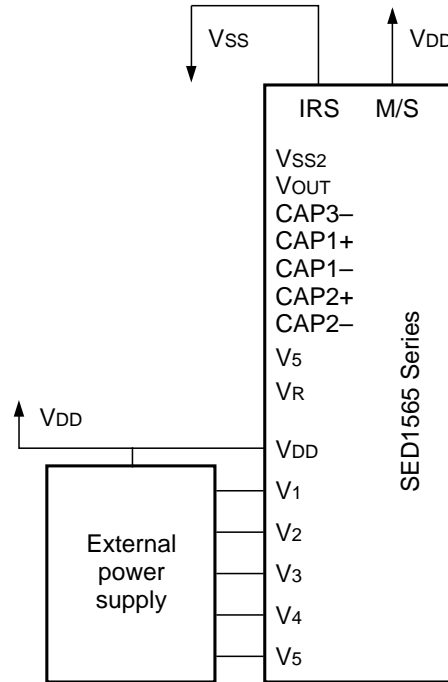 VSS
VDD
IRS M/S
VSS2
VOUT
CAP3–
CAP1+
CAP1–
CAP2+
CAP2–
V5
VR
VDD
VDD
V1
V2
V3
V4
V5
External
power
supply
SED1565 Series